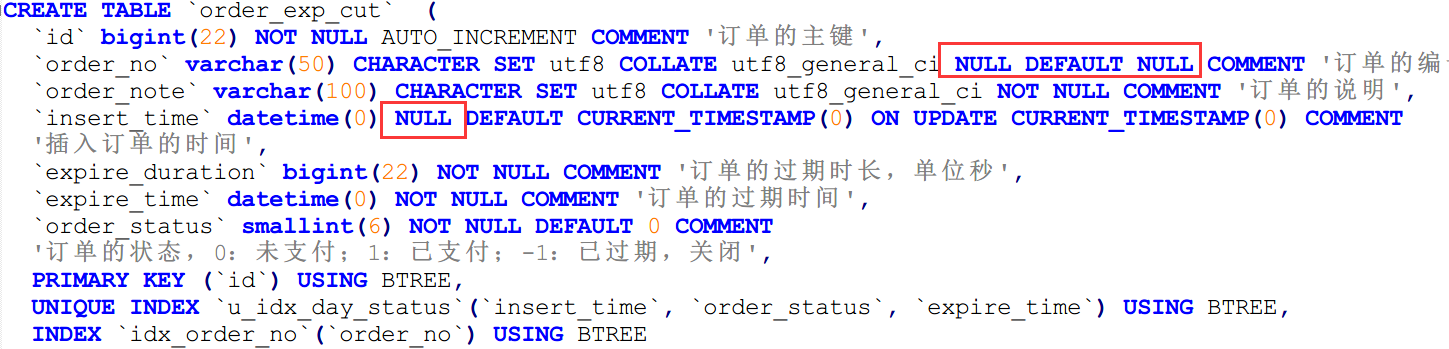 CREATE TABLE `order_exp_cut`  (
`id` bigint(22) NOT NULL AUTO_INCREMENT COMMENT '订单的主键',
`order_no` varchar(50) CHARACTER SET utf8 COLLATE utf8_general_ci NULL DEFAULT NULL COMMENT '订单的编
`order_note` varchar(100) CHARACTER SET utf8 COLLATE utf8_general_ci NOT NULL COMMENT '订单的说明',
`insert_time` datetime(0) NULL DEFAULT CURRENT_TIMESTAMP(0) ON UPDATE CURRENT_TIMESTAMP(0) COMMENT
'插入订单的时间',
`expire_duration` bigint(22) NOT NULL COMMENT '订单的过期时长，单位秒',
`expire_time` datetime(0) NOT NULL COMMENT '订单的过期时间',
`order_status` smallint(6) NOT NULL DEFAULT 0 COMMENT
'订单的状态，0：未支付；1：已支付；-1：已过期，关闭',
PRIMARY KEY (`id`) USING BTREE,
UNIQUE INDEX `u_idx_day_status`(`insert_time`, `order_status`, `expire_time`) USING BTREE,
INDEX `idx_order_no`(`order_no`) USING BTREE